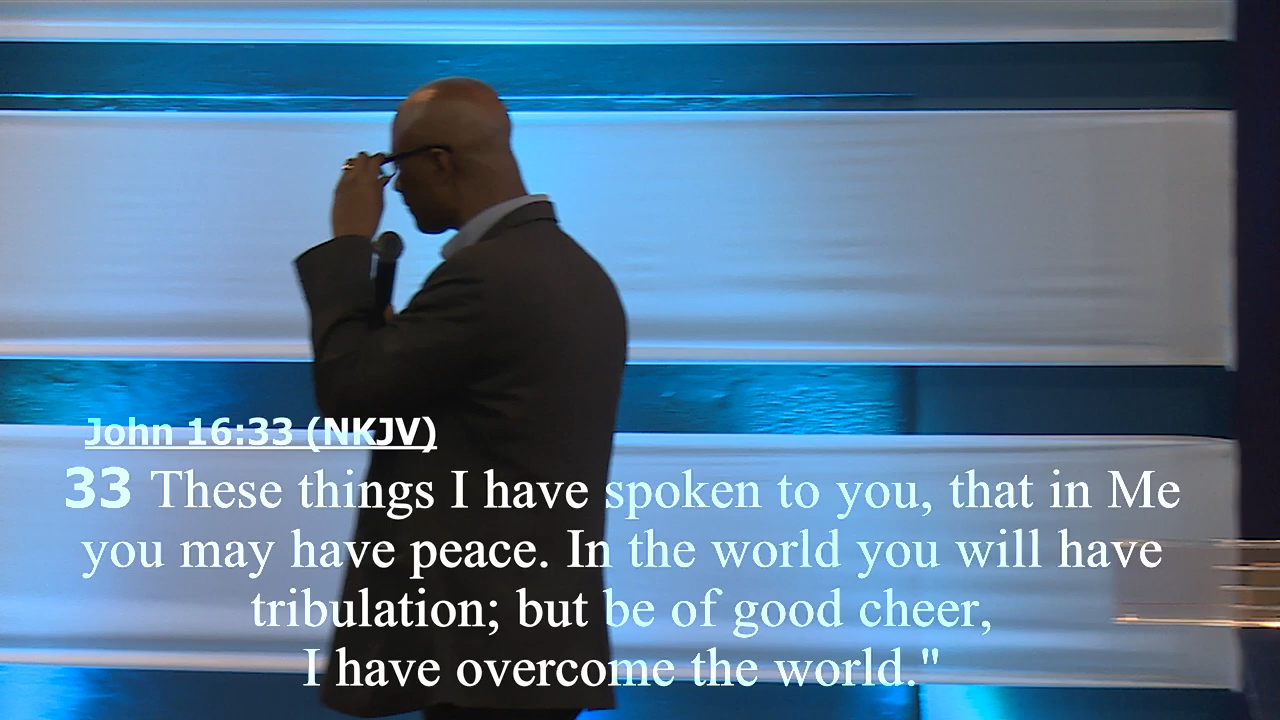 John 16:33 (NKJV)
33 These things I have spoken to you, that in Me
you may have peace. In the world you will have
tribulation; but be of good cheer,
I have overcome the world."